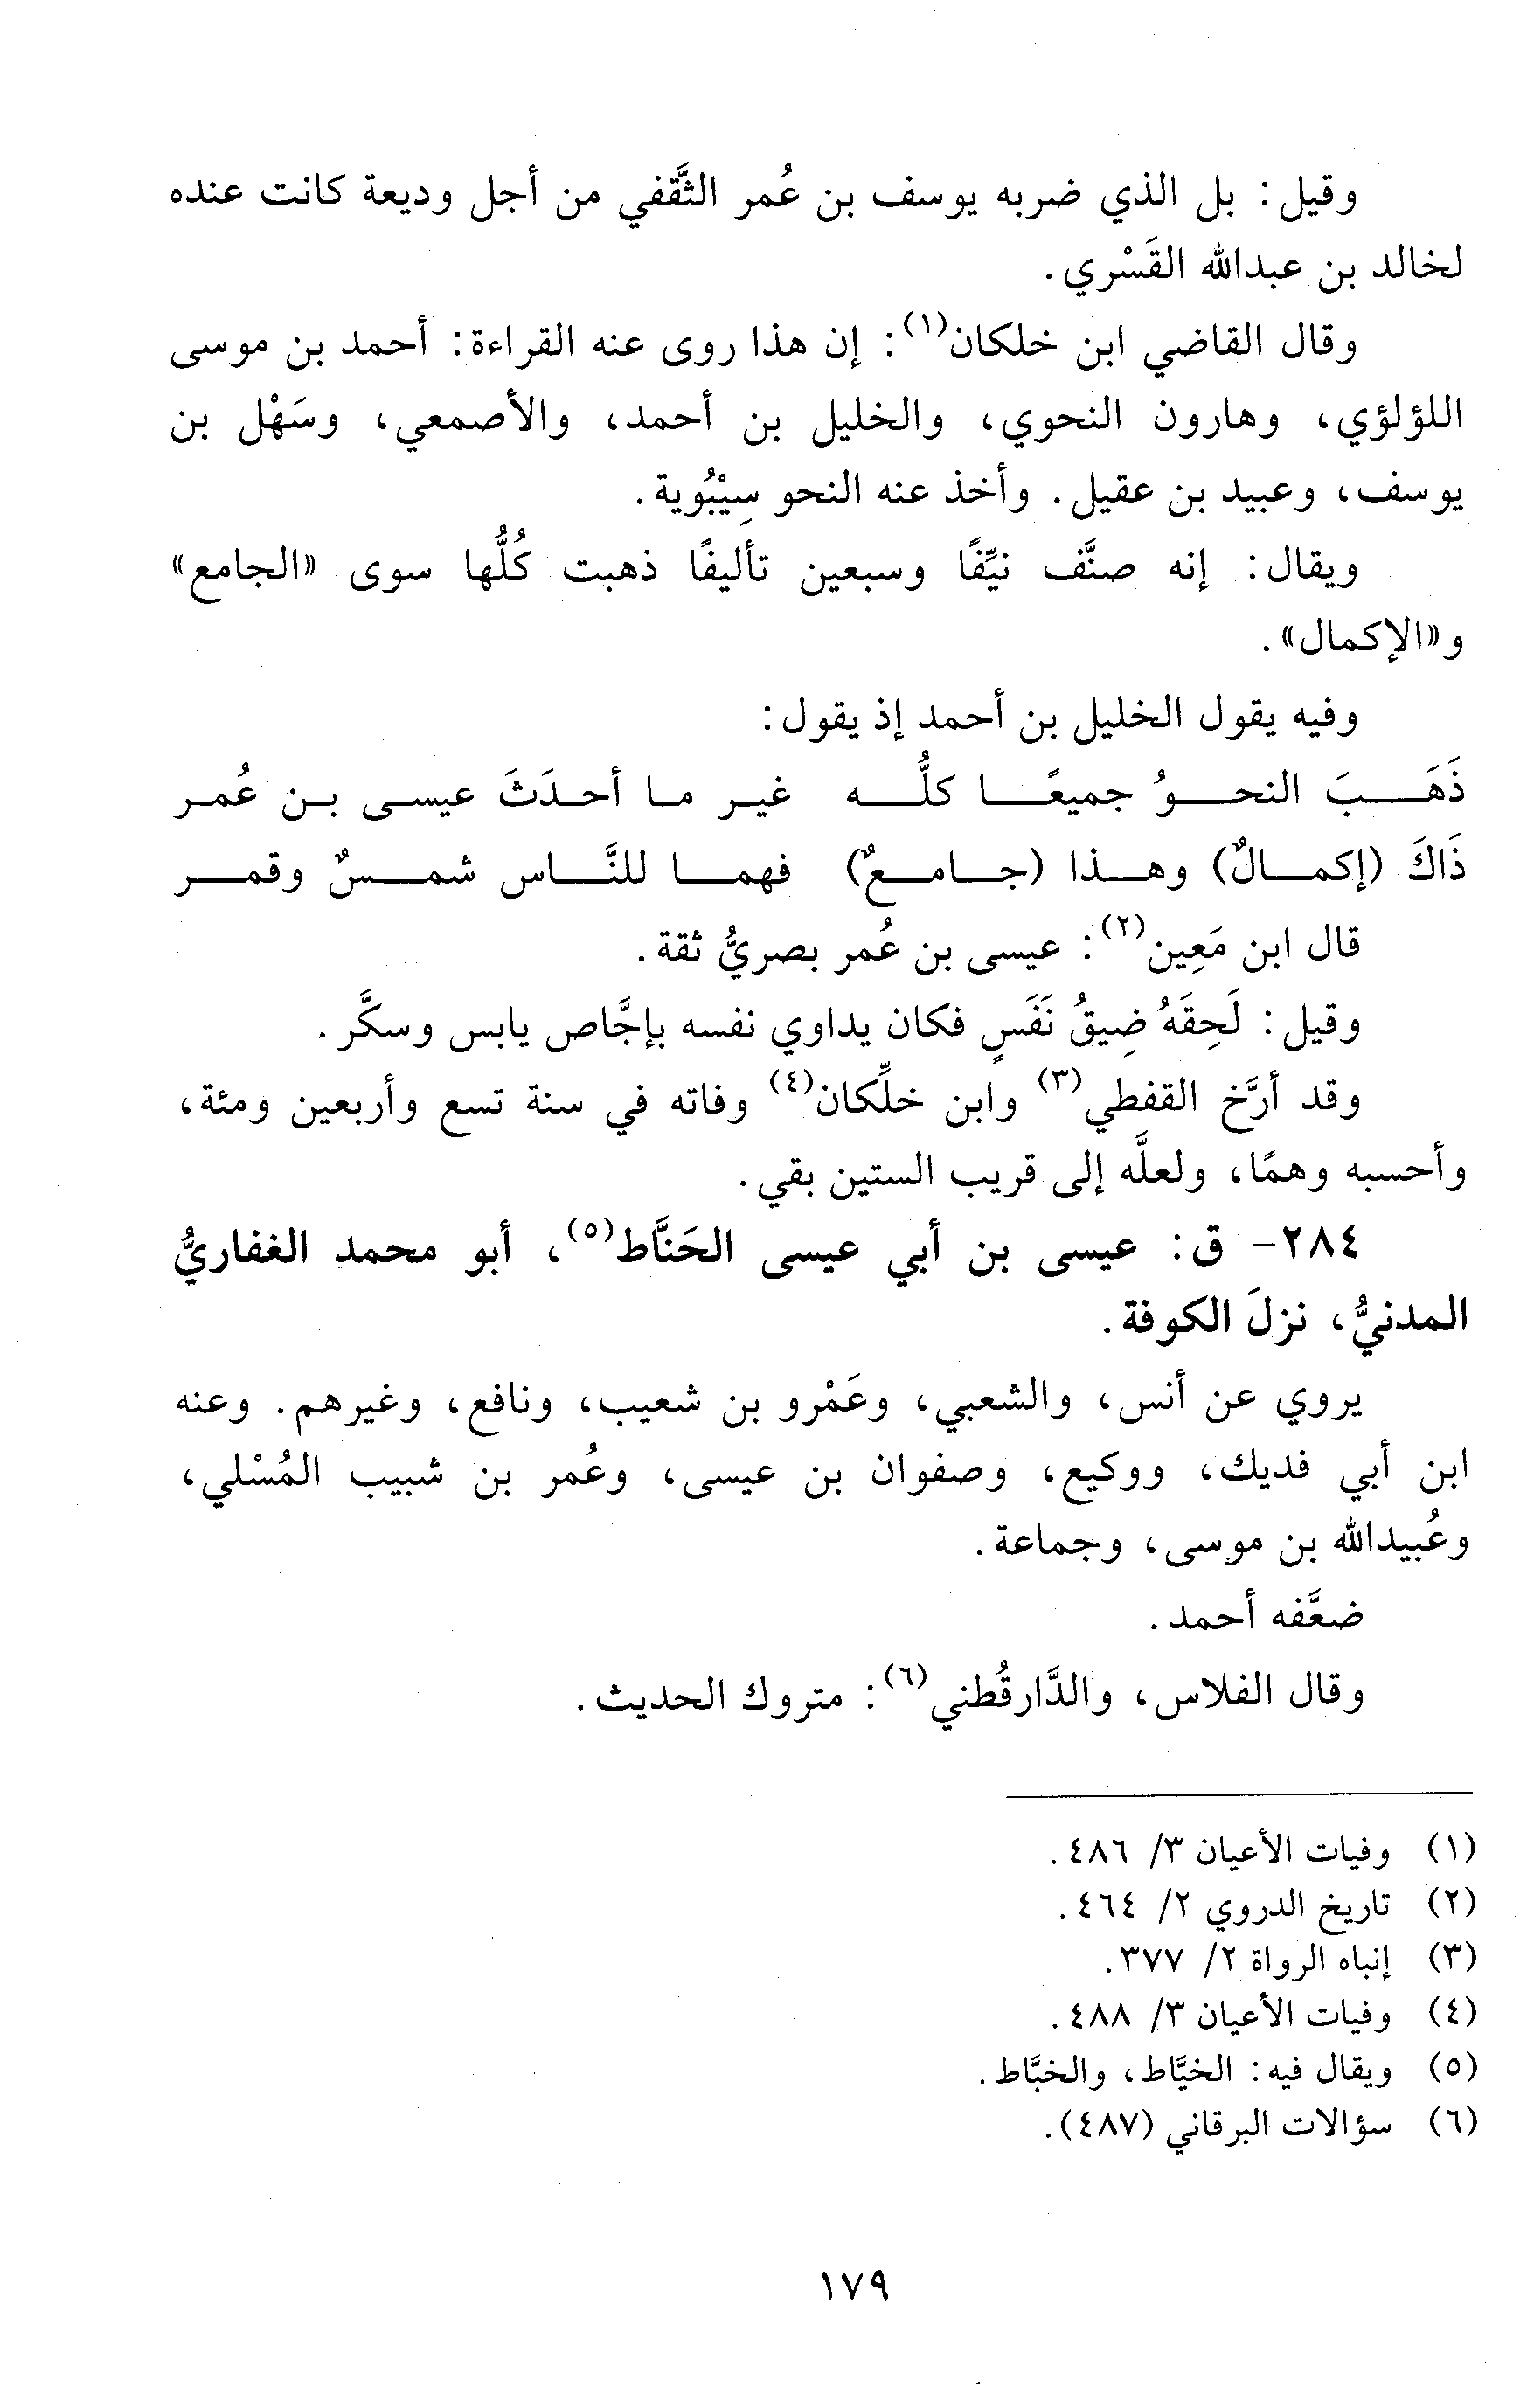 وقيل: بل الذي ضربه يوسف بن عُمر الثَّقفي من أجل وديعة كانت عنده
لخالد بن عبدالله القَسْري.
وقال القاضي ابن خلكان(١): إن هذا روى عنه القراءة: أحمد بن موسى
اللؤلؤي، وهارون النحوي، والخليل بن أحمد، والأصمعي، وسَهْل بن
يوسف، وعبيد بن عقيل. وأخذ عنه النحو سِيْبُوية.
ويقال: إنه صنَّف نيِّفًا وسبعين تأليفًا ذهبت كُلُّها سوى «الجامع»
و«الإكمال».
وفيه يقول الخليل بن أحمد إذ يقول:
ذَهَبَ النحوُ جميعًا كلُّه غير ما أحدَثَ عيسى بن عُمر
ذَاكَ (إكمالٌ) وهذا (جامعٌ) فهما للنَّاس شمسٌ وقمر
قال ابن مَعِين(٢): عيسى بن عُمر بصريٌّ ثقة.
وقيل: لَحِقَهُ ضِيقُ نَفَسٍ فكان يداوي نفسه بإجَّاص يابس وسكَّر.
وقد أرَّخ القفطي(٣) وابن خلِّكان(٤) وفاته في سنة تسع وأربعين ومئة،
وأحسبه وهمًا، ولعلَّه إلى قريب الستين بقي.
٢٨٤- ق: عيسى بن أبي عيسى الحَنَّاط(٥)، أبو محمد الغفاريُّ
المدنيُّ، نزلَ الكوفة.
يروي عن أنس، والشعبي، وعَمْرو بن شعيب، ونافع، وغيرهم. وعنه
ابن أبي فديك، ووكيع، وصفوان بن عيسى، وعُمر بن شبيب المُسْلي،
وعُبيدالله بن موسى، وجماعة.
ضعَّفه أحمد.
وقال الفلاس، والدَّارقُطني(٦): متروك الحديث.
(١) وفيات الأعيان ٣/ ٤٨٦.
(٢) تاريخ الدروي ٢/ ٤٦٤.
(٣) إنباه الرواة ٢/ ٣٧٧.
(٤) وفيات الأعيان ٣/ ٤٨٨.
(٥) ويقال فيه: الخيَّاط، والخبَّاط.
(٦) سؤالات البرقاني (٤٨٧).
١٧٩